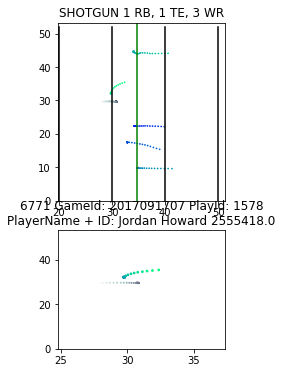 SHOTGUN 1 RB, 1 TE, 3 WR
50
40
30
20
10
0
20 30 40 50
6771 GameId: 2017091707 PlayId: 1578
PlayerName + ID: Jordan Howard 2555418.0
40
20
0
25 30 35